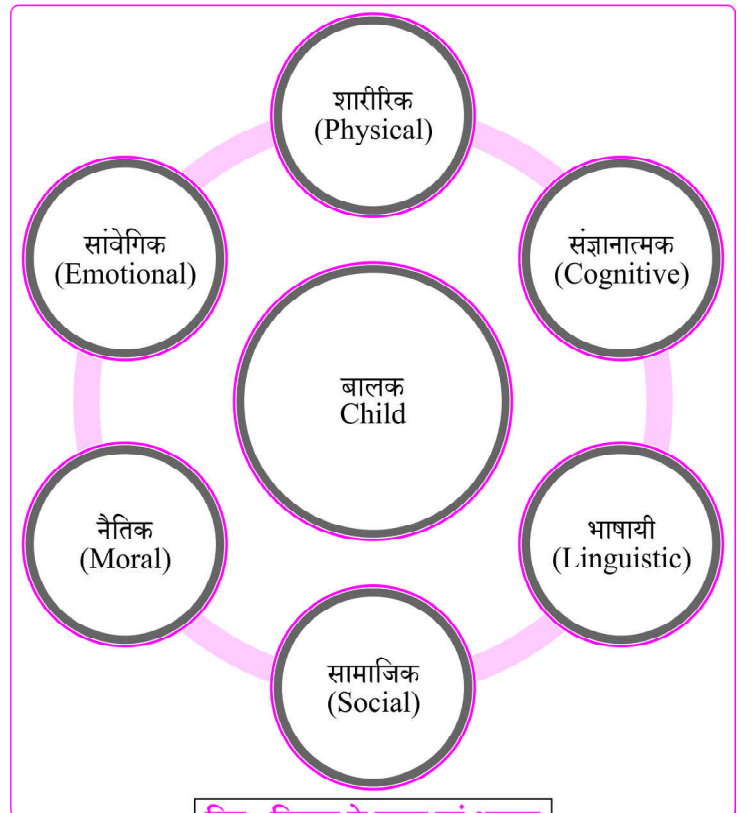 शारीरिक
(Physical)
संज्ञानात्मक
(Cognitive)
भाषायी
(Linguistic)
सामाजिक
(Social)
नैतिक
(Moral)
सांवेगिक
(Emotional)
बालक
Child